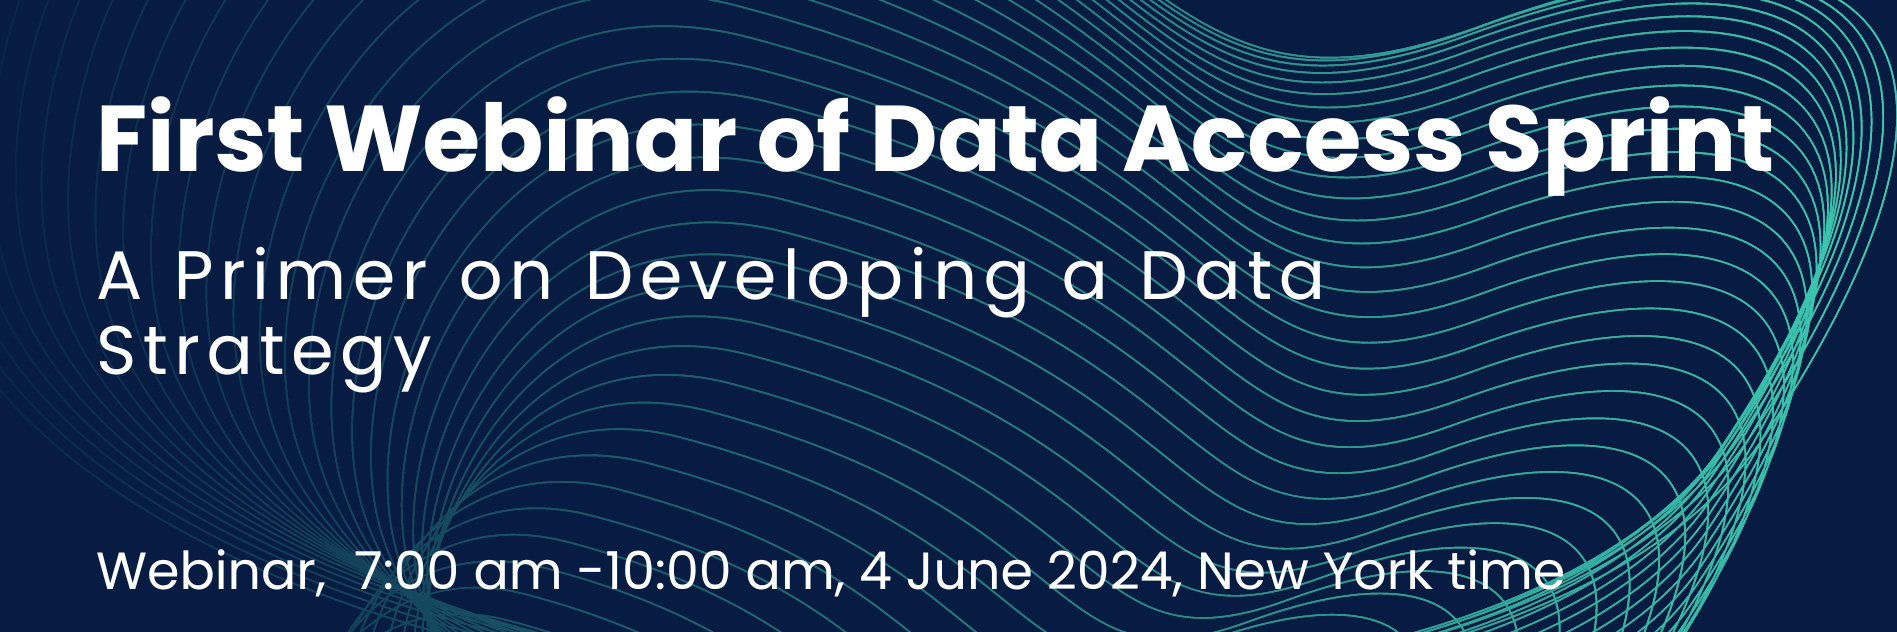 First Webinar of Data Access Sprint
A Primer on Developing a Data
Strategy
Webinar,  7:00 am -10:00 am, 4 June 2024, New York time